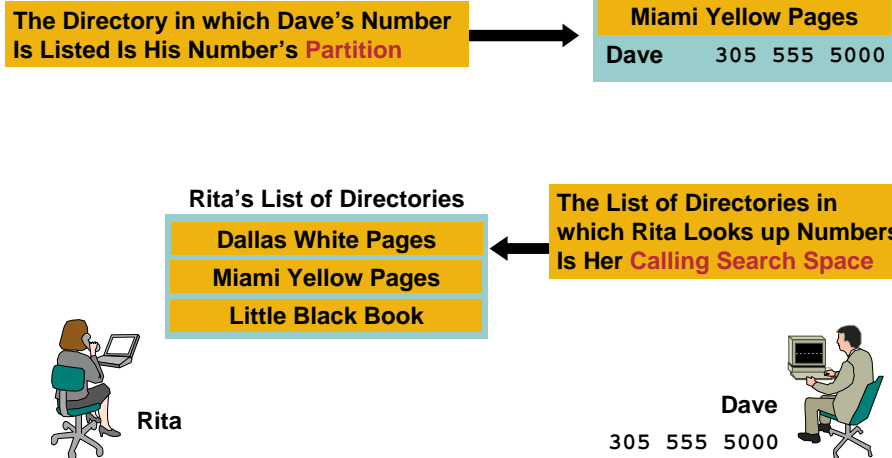 The Directory in which Dave's Number
Is Listed Is His Number's Partition
Miami Yellow Pages
Dave 305 555 5000
Rita's List of Directories
Dallas White Pages
Miami Yellow Pages
Little Black Book
The List of Directories in
which Rita Looks up Numbers
Is Her Calling Search Space
Rita
Dave
305 555 5000